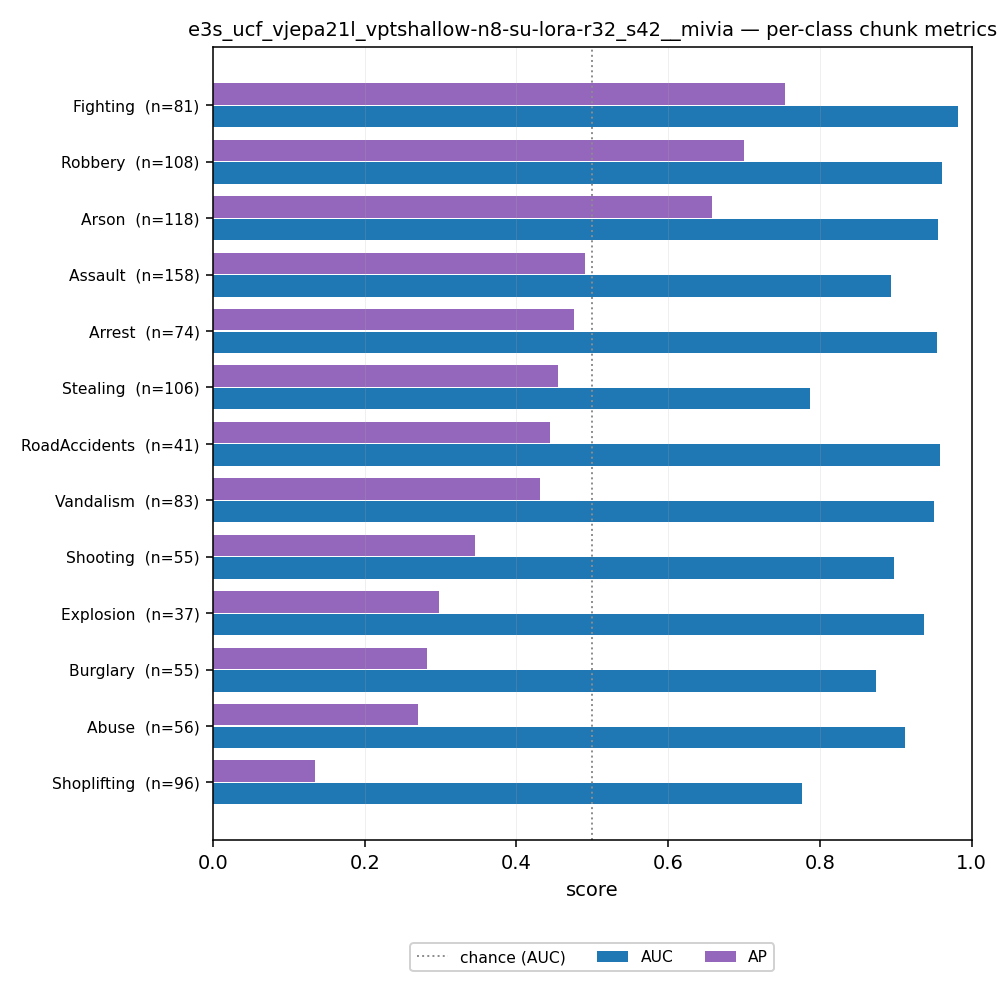 e3s_ucf_vjepa21l_vptshallow-n8-su-lora-r32_s42__mivia — per-class chunk metrics
Fighting (n=81)
Robbery (n=108)
Arson (n=118)
Assault (n=158)
Arrest (n=74)
Stealing (n=106)
RoadAccidents (n=41)
Vandalism (n=83)
Shooting (n=55)
Explosion (n=37)
Burglary (n=55)
Abuse (n=56)
Shoplifting (n=96)
0.0 0.2 0.4 0.6 0.8 1.0
score
chance (AUC) AUC AP